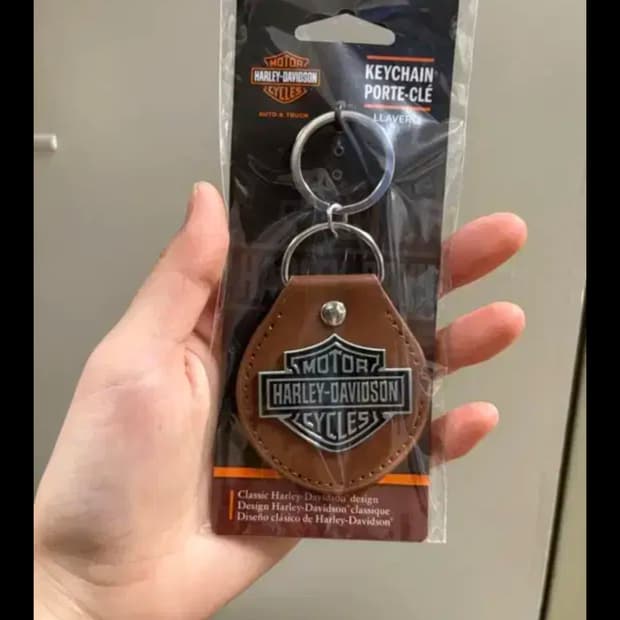 MOTOR
HARLEY-DAVIDSON
CYCLES
AUTO & TRUCK
KEYCHAIN
PORTE-CLÉ
LLAVERO
MOTOR
HARLEY-DAVIDSON
CYCLES
Classic Harley-Davidson® design
Design Harley-Davidson® classique
Diseño clásico de Harley-Davidson®